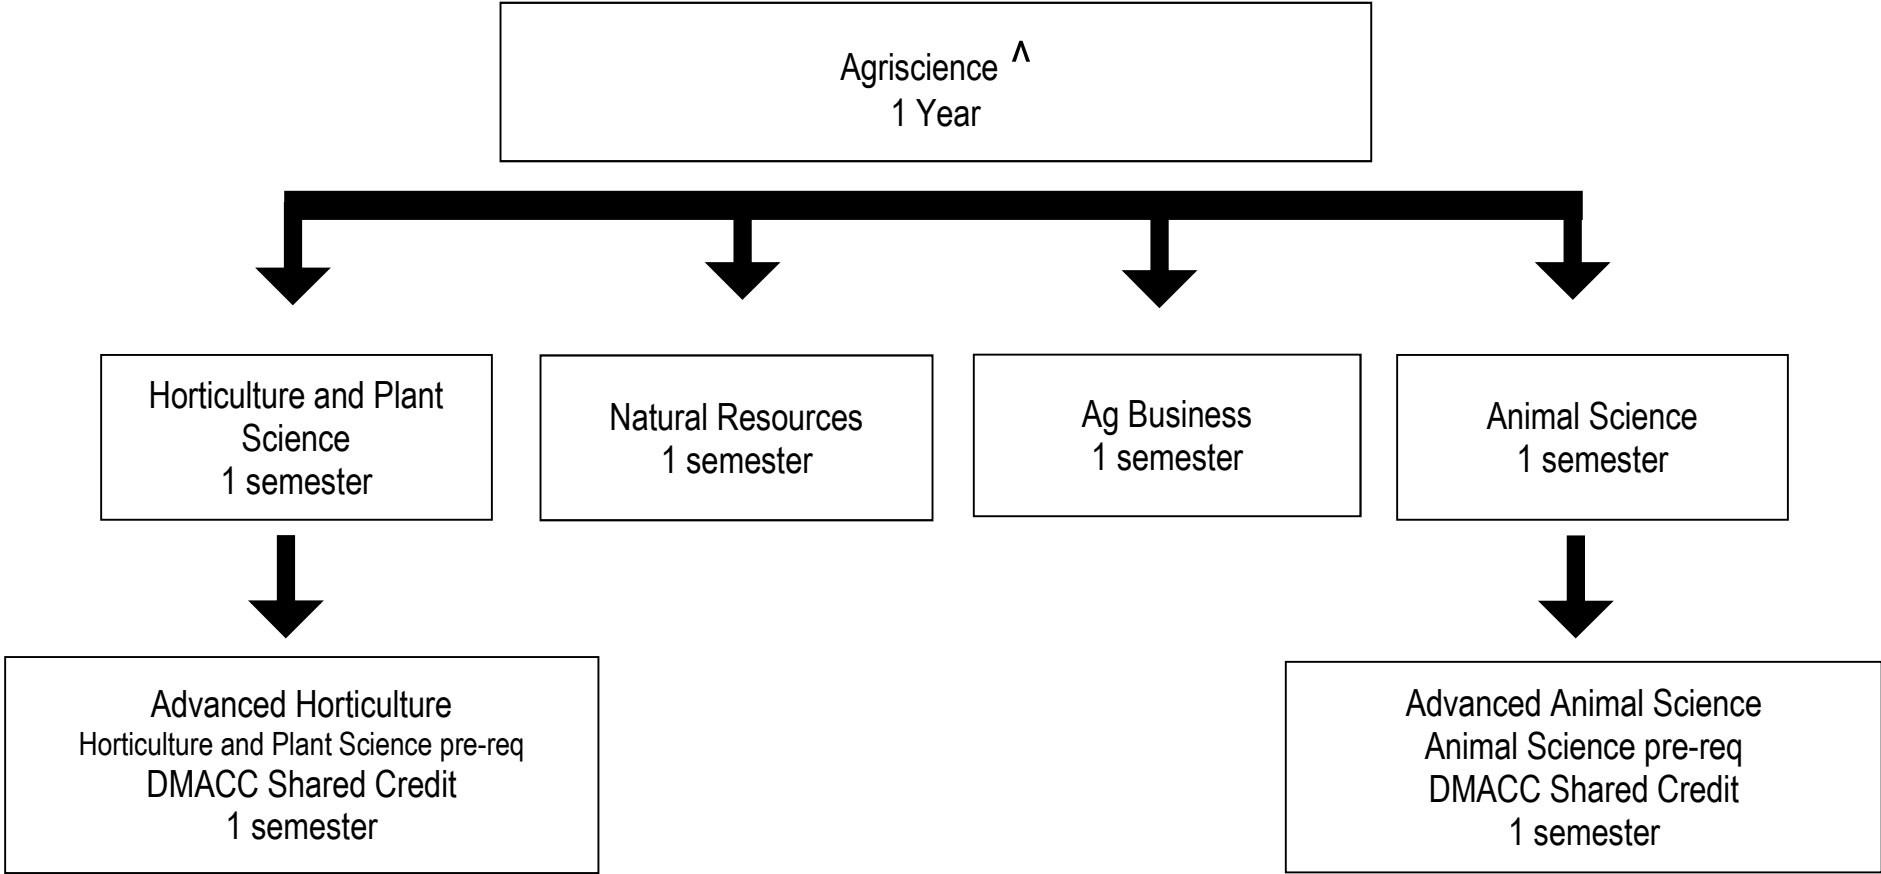 Agriscience ^
1 Year
Horticulture and Plant
Science
1 semester
Natural Resources
1 semester
Ag Business
1 semester
Animal Science
1 semester
Advanced Horticulture
Horticulture and Plant Science pre-req
DMACC Shared Credit
1 semester
Advanced Animal Science
Animal Science pre-req
DMACC Shared Credit
1 semester